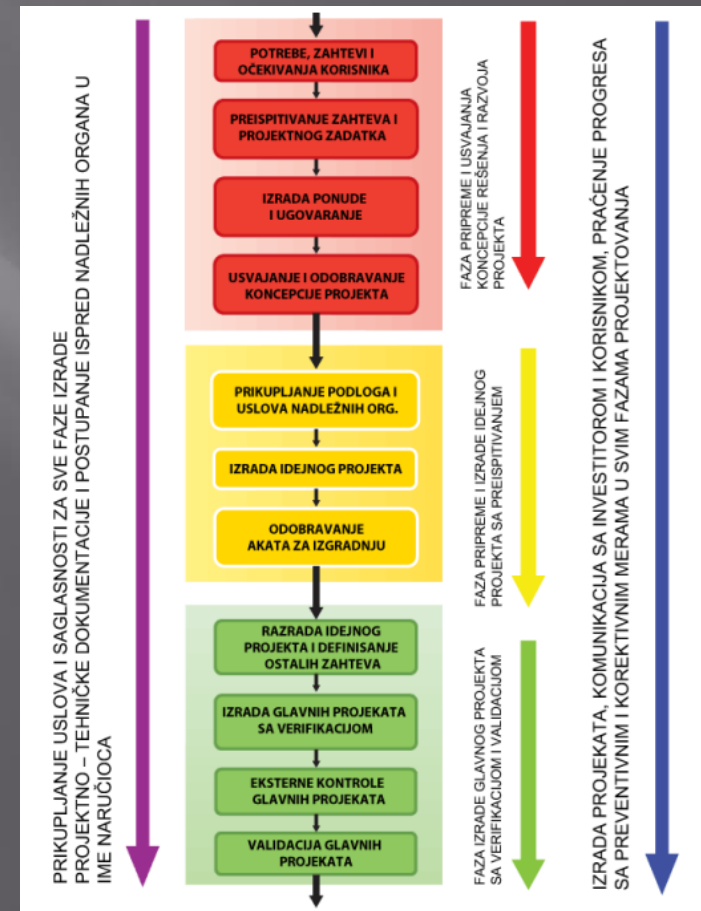 PRIKUPLJANJE USLOVA I SAGLASNOSTI ZA SVE FAZE IZRADE
PROJEKTNO – TEHNIČKE DOKUMENTACIJE I POSTUPANJE ISPRED NADLEŽNIH ORGANA U
IME NARUČIOCA
POTREBE, ZAHTEVI I
OČEKIVANJA KORISNIKA
PREISPITIVANJE ZAHTEVA I
PROJEKTNOG ZADATKA
IZRADA PONUDE
I UGOVARANJE
USVAJANJE I ODOBRAVANJE
KONCEPCIJE PROJEKTA
PRIKUPLJANJE PODLOGA I
USLOVA NADLEŽNIH ORG.
IZRADA IDEJNOG PROJEKTA
ODOBRAVANJE
AKATA ZA IZGRADNJU
RAZRADA IDEJNOG
PROJEKTA I DEFINISANJE
OSTALIH ZAHTEVA
IZRADA GLAVNIH PROJEKATA
SA VERIFIKACIJOM
EKSTERNE KONTROLE
GLAVNIH PROJEKATA
VALIDACIJA GLAVNIH
PROJEKATA
FAZA PRIPREME I USVAJANJA
KONCEPCIJE REŠENJA I RAZVOJA
PROJEKTA
FAZA PRIPREME I IZRADE IDEJNOG
PROJEKTA SA PREISPITIVANJEM
FAZA IZRADE GLAVNOG PROJEKTA
SA VERIFIKACIJOM I VALIDACIJOM
IZRADA PROJEKATA, KOMUNIKACIJA SA INVESTITOROM I KORISNIKOM, PRAĆENJE PROGRESA
SA PREVENTIVNIM I KOREKTIVNIM MERAMA U SVIM FAZAMA PROJEKTOVANJA